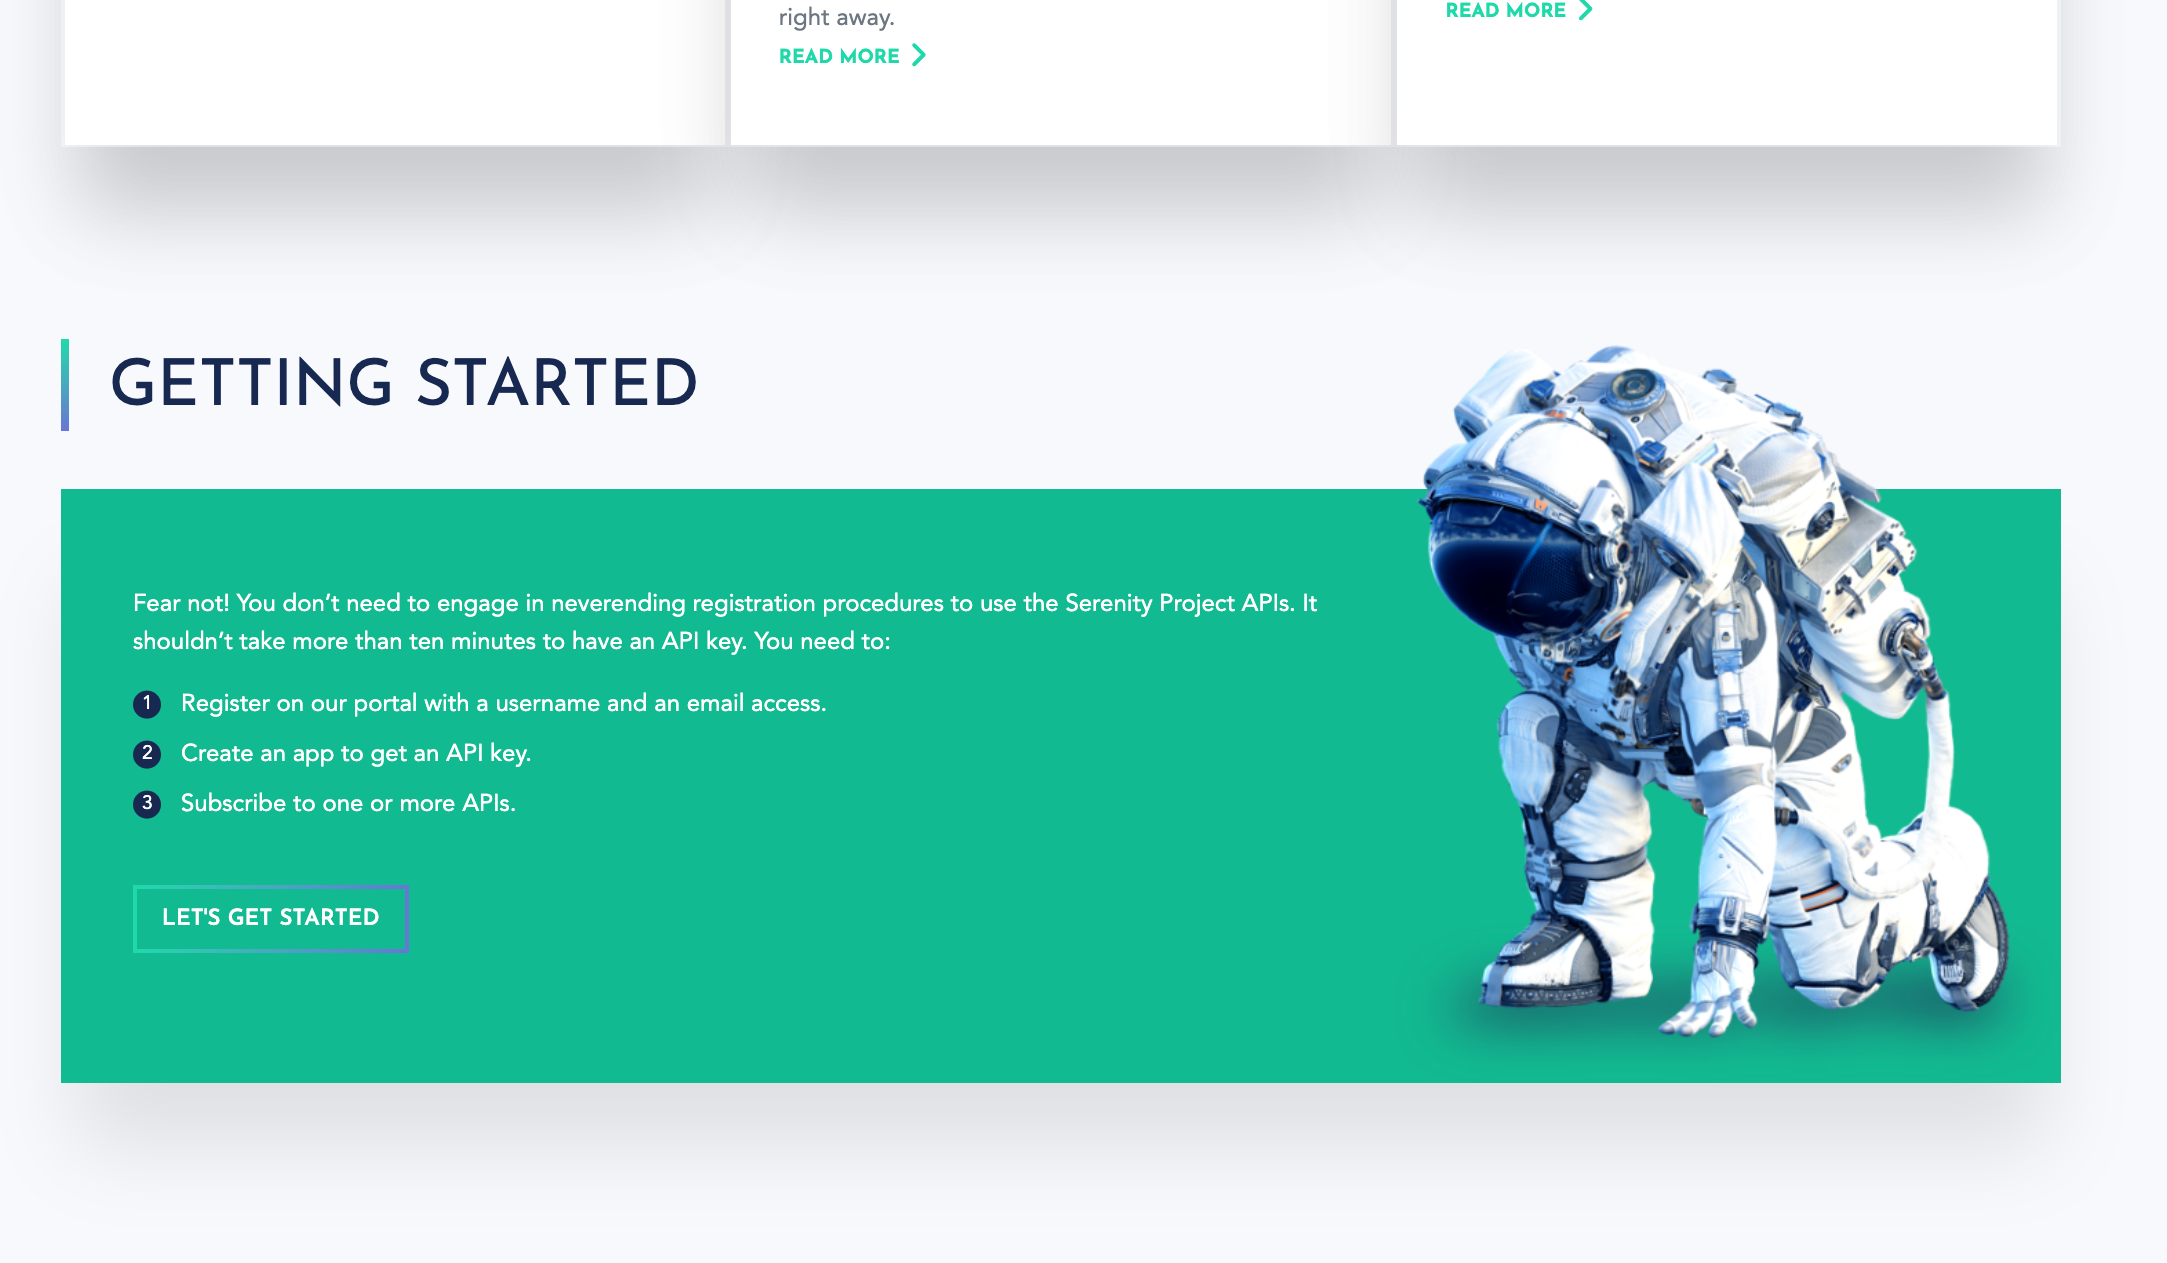 right away.
READ MORE
READ MORE
GETTING STARTED
Fear not! You don’t need to engage in neverending registration procedures to use the Serenity Project APIs. It
shouldn’t take more than ten minutes to have an API key. You need to:
1 Register on our portal with a username and an email access.
2 Create an app to get an API key.
3 Subscribe to one or more APIs.
LET'S GET STARTED